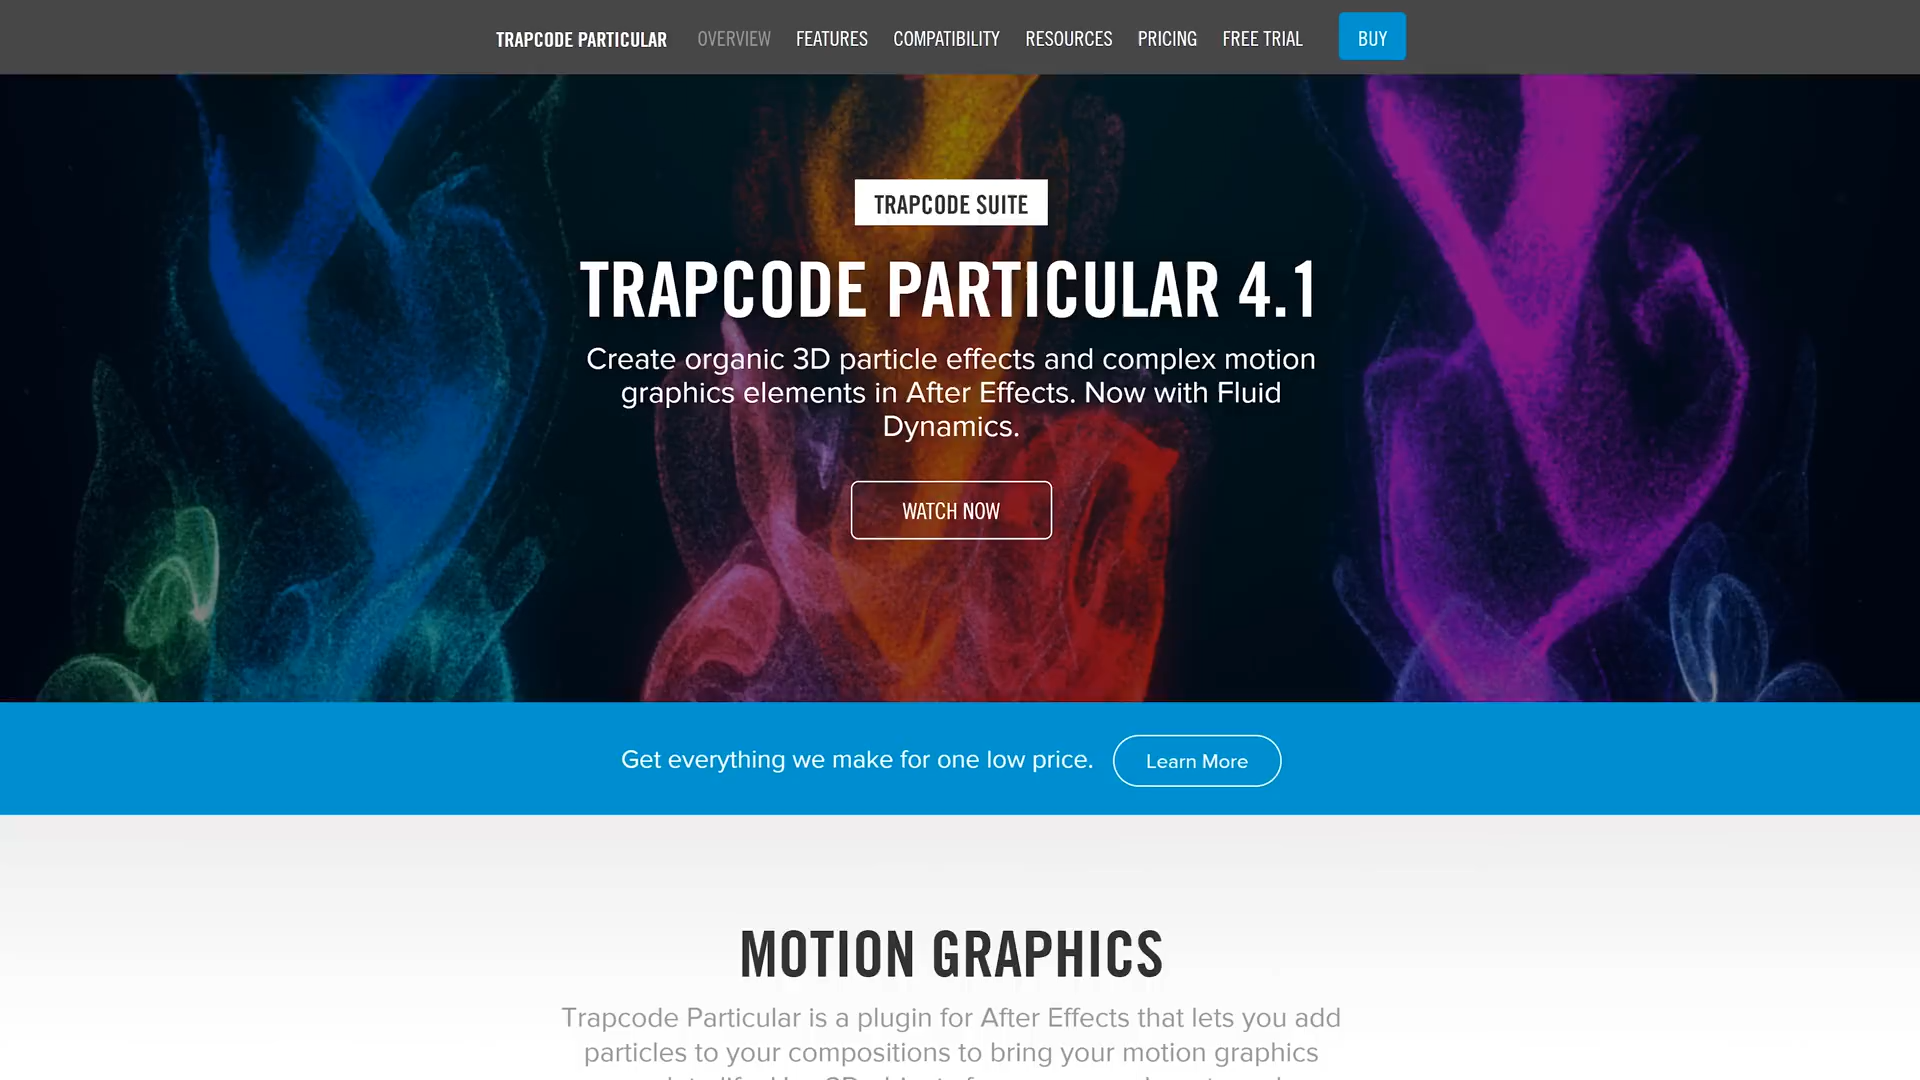 TRAPCODE PARTICULAR OVERVIEW FEATURES COMPATIBILITY RESOURCES PRICING FREE TRIAL BUY
TRAPCODE SUITE
TRAPCODE PARTICULAR 4.1
Create organic 3D particle effects and complex motion
graphics elements in After Effects. Now with Fluid
Dynamics.
WATCH NOW
Get everything we make for one low price. Learn More
MOTION GRAPHICS
Trapcode Particular is a plugin for After Effects that lets you add
particles to your compositions to bring your motion graphics